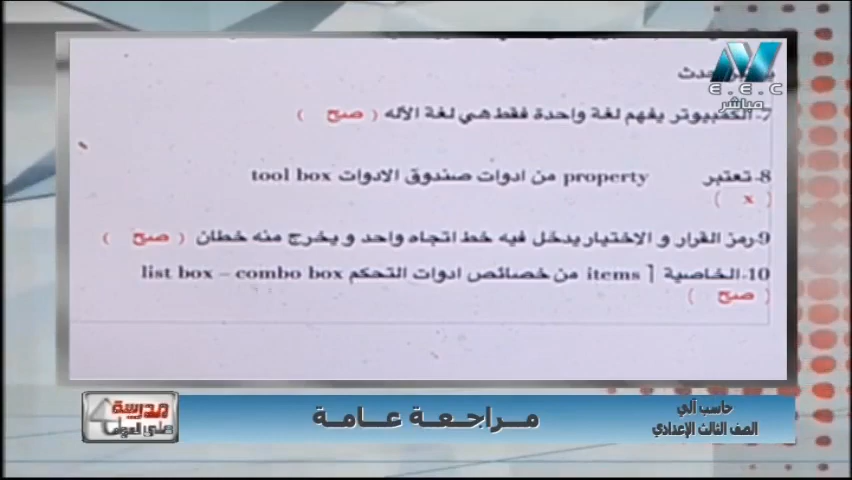 E.E.C
مباشر
7-الكمبيوتر يفهم لغة واحدة فقط هي لغة الأله ( صح )
8-تعتبر property من ادوات صندوق الادوات tool box
( x )
9-رمز القرار و الاختيار يدخل فيه خط اتجاه واحد و يخرج منه خطان ( صح )
10-الخاصية items من خصائص ادوات التحكم list box – combo box
( صح )
حاسب آلي
الصف الثالث الإعدادي
مراجعة عامة
مدرسة
على الهواء